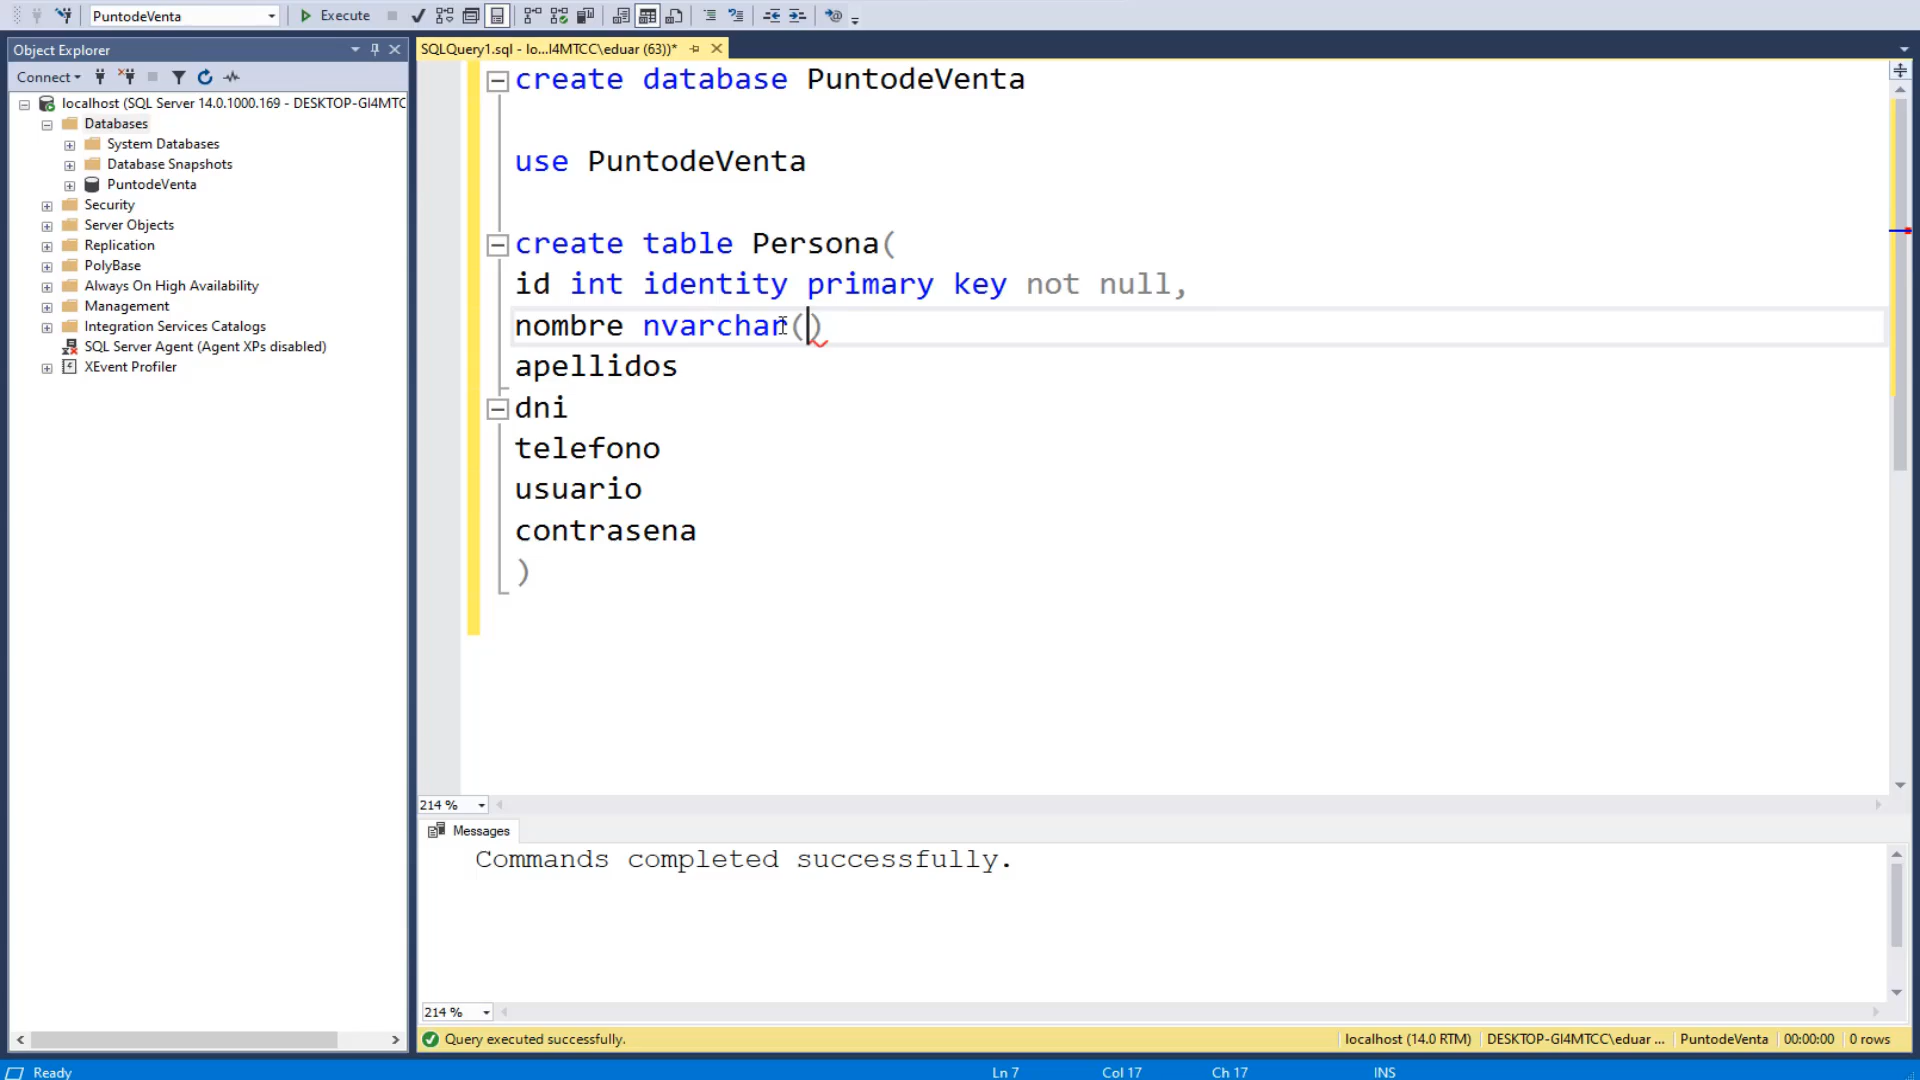 PuntodeVenta
Execute
Object Explorer
Connect
localhost (SQL Server 14.0.1000.169 - DESKTOP-GI4MTC
Databases
System Databases
Database Snapshots
PuntodeVenta
Security
Server Objects
Replication
PolyBase
Always On High Availability
Management
Integration Services Catalogs
SQL Server Agent (Agent XPs disabled)
XEvent Profiler
SQLQuery1.sql - lo...I4MTCC\eduar (63))*
create database PuntodeVenta
use PuntodeVenta
create table Persona(
id int identity primary key not null,
nombre nvarchar()
apellidos
dni
telefono
usuario
contrasena
)
214 %
Messages
Commands completed successfully.
214 %
Query executed successfully.
localhost (14.0 RTM)
DESKTOP-GI4MTCC\eduar ...
PuntodeVenta
00:00:00
0 rows
Ready
Ln 7
Col 17
Ch 17
INS